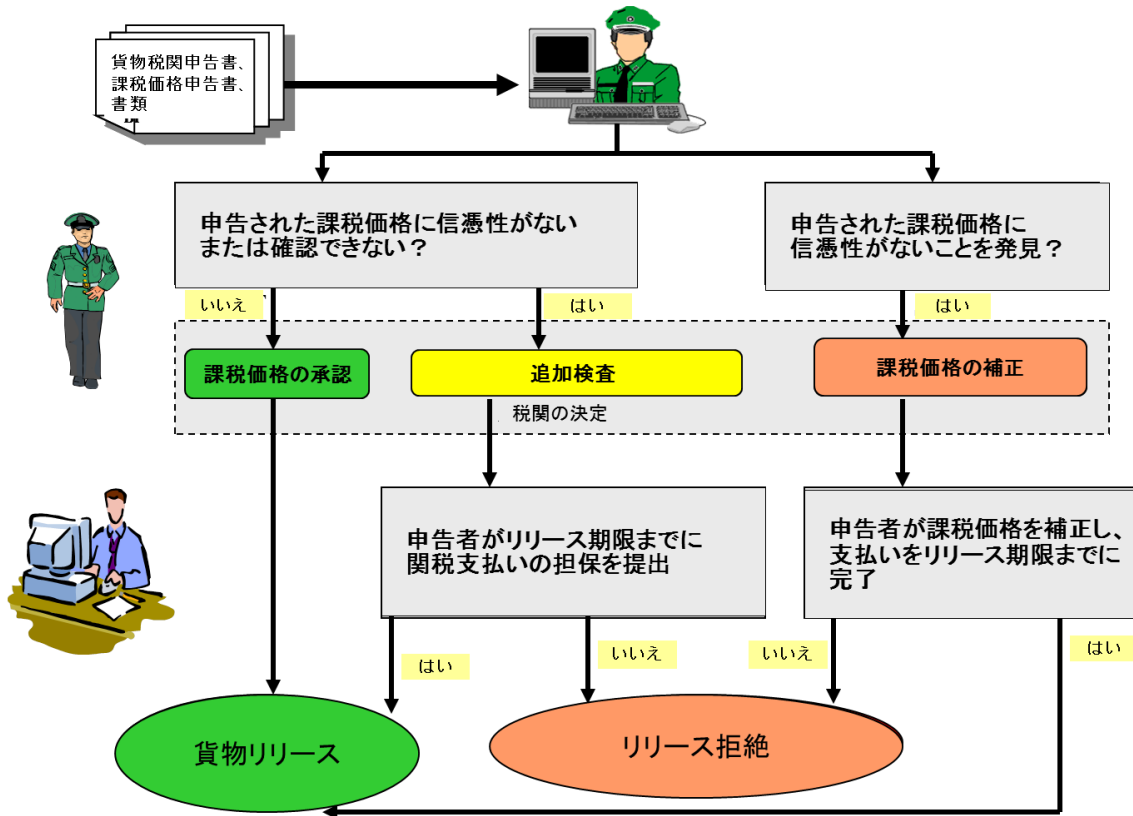 貨物税関申告書、
課税価格申告書、
書類
申告された課税価格に信憑性がない
または確認できない？
申告された課税価格に
信憑性がないことを発見？
いいえ
はい
はい
課税価格の承認
追加検査
課税価格の補正
税関の決定
申告者がリリース期限までに
関税支払いの担保を提出
申告者が課税価格を補正し、
支払いをリリース期限までに
完了
はい
いいえ
いいえ
はい
貨物リリース
リリース拒絶